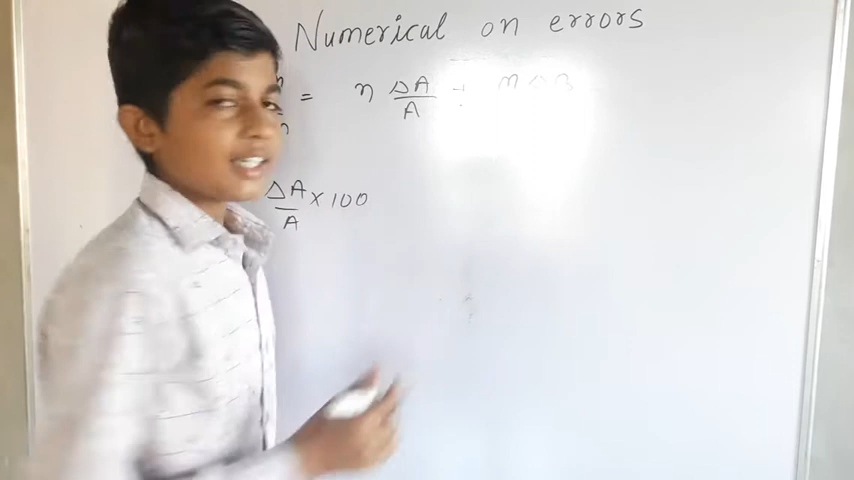 Numerical on errors
n
= n ΔA/A + m ΔB
n
ΔA/A × 100